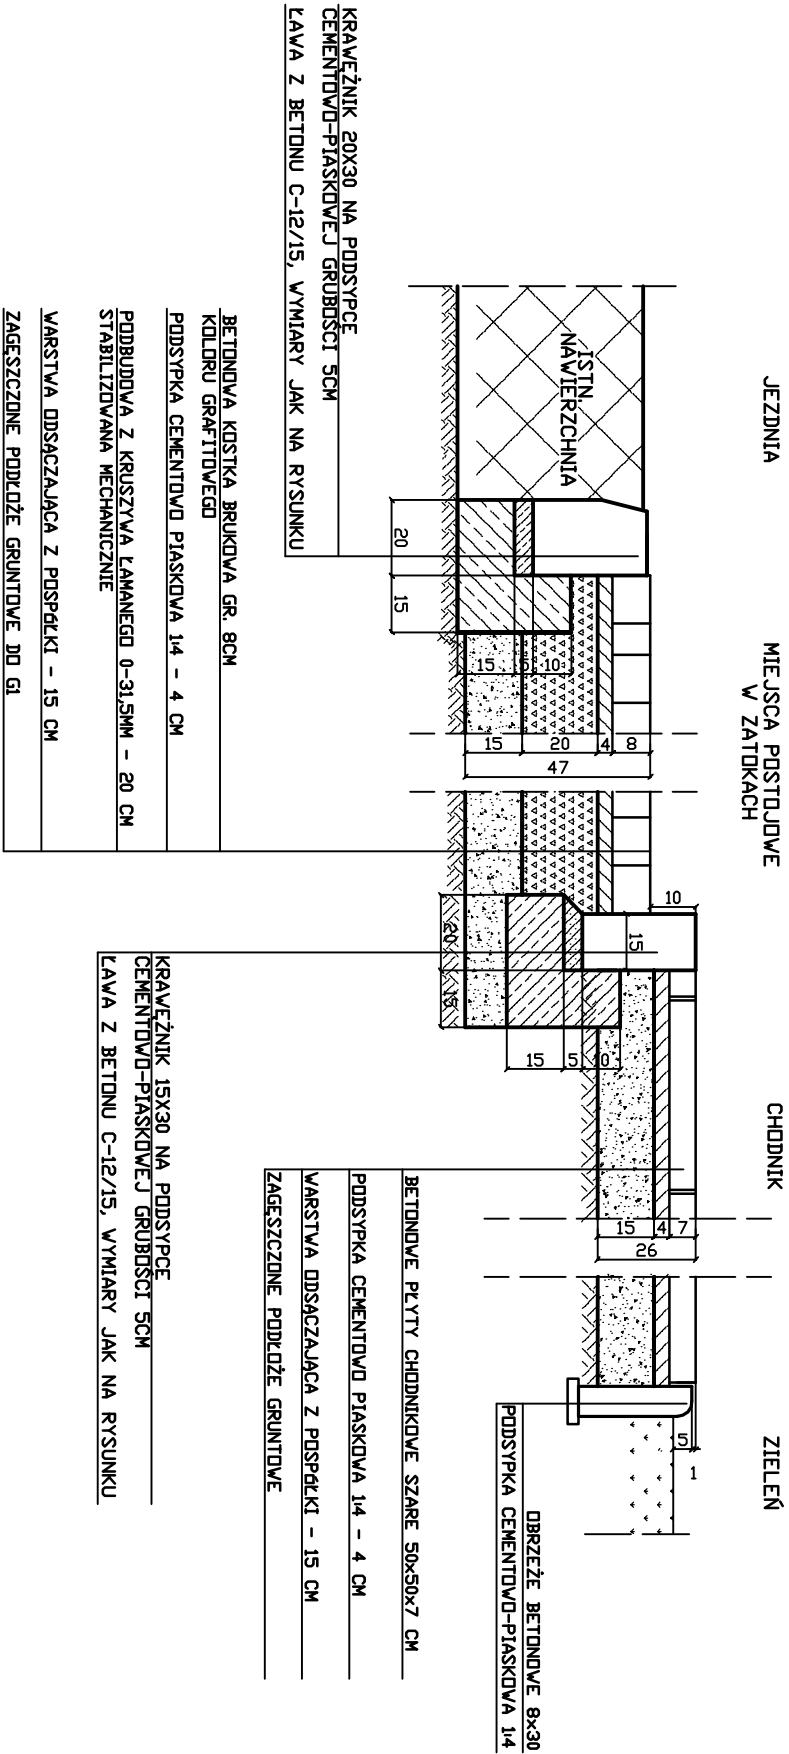 JEZDNIA
MIEJSCA POSTOJOWE
W ZATOKACH
CHODNIK
ZIELEŃ
ISTN.
NAWIERZCHNIA
20
15
15
5
10
15
20
4
8
47
10
15
20
15
15
5
10
15
4
7
26
5
1
KRAWĘŻNIK 20X30 NA PODSYPCE
CEMENTOWO-PIASKOWEJ GRUBOŚCI 5CM
ŁAWA Z BETONU C-12/15, WYMIARY JAK NA RYSUNKU
BETONOWA KOSTKA BRUKOWA GR. 8CM
KOLORU GRAFITOWEGO
PODSYPKA CEMENTOWO PIASKOWA 1:4 - 4 CM
PODBUDOWA Z KRUSZYWA ŁAMANEGO 0-31,5MM - 20 CM
STABILIZOWANA MECHANICZNIE
WARSTWA ODSĄCZAJĄCA Z POSPÓŁKI - 15 CM
ZAGĘSZCZONE PODŁOŻE GRUNTOWE DO G1
KRAWĘŻNIK 15X30 NA PODSYPCE
CEMENTOWO-PIASKOWEJ GRUBOŚCI 5CM
ŁAWA Z BETONU C-12/15, WYMIARY JAK NA RYSUNKU
BETONOWE PŁYTY CHODNIKOWE SZARE 50x50x7 CM
PODSYPKA CEMENTOWO PIASKOWA 1:4 - 4 CM
WARSTWA ODSĄCZAJĄCA Z POSPÓŁKI - 15 CM
ZAGĘSZCZONE PODŁOŻE GRUNTOWE
OBRZEŻE BETONOWE 8x30
PODSYPKA CEMENTOWO-PIASKOWA 1:4